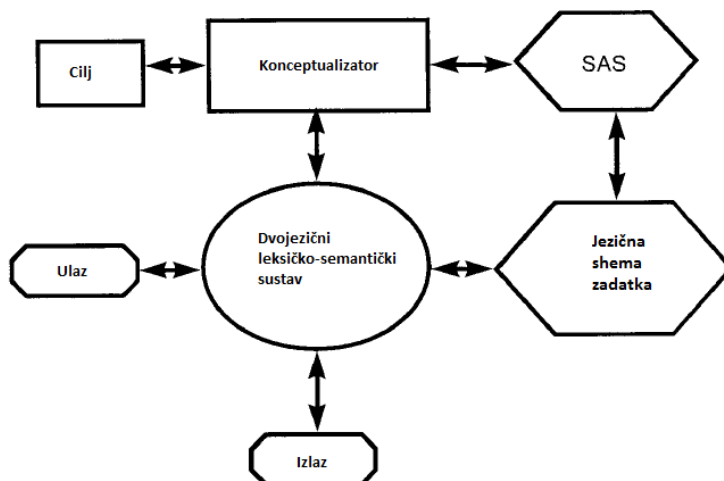 Cilj
Konceptualizator
SAS
Dvojezični
leksičko-semantički
sustav
Jezična
shema
zadatka
Ulaz
Izlaz